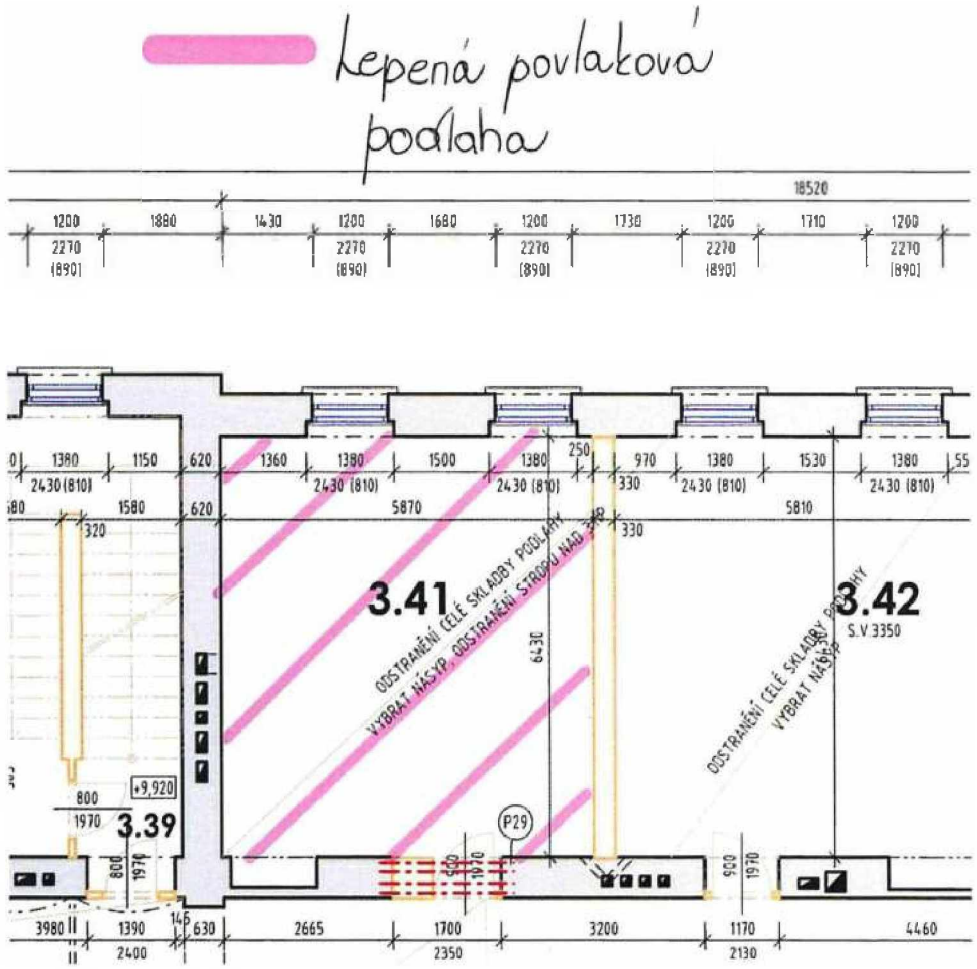 Lepená povlaková
podlaha
18520
1200 1880 1430 1200 1680 1200 1730 1200 1710 1200
2270 2270 2270 2270 2270
(890) (890) (890) (890) (890)
1380 1150 620 1360 1380 1500 1380 250 970 1380 1530 1380 55
2430 (810) 2430 (810) 2430 (810) 330 2430 (810) 2430 (810)
580 1580 620 5870 5810
320 330
3.41
ODSTRANĚNÍ CELÉ SKLADBY PODLAHY
VYBRAT NÁSYP, ODSTRANĚNÍ STROPU NAD 3NP
6430
3.42
S.V.3350
6430
ODSTRANĚNÍ CELÉ SKLADBY PODLAHY
VYBRAT NÁSYP
+9,920
800
1970
3.39
P29
800
1970
900
1970
900
1970
3980 1390 145 630 2665 1700 3200 1170 4460
2400 2350 2130